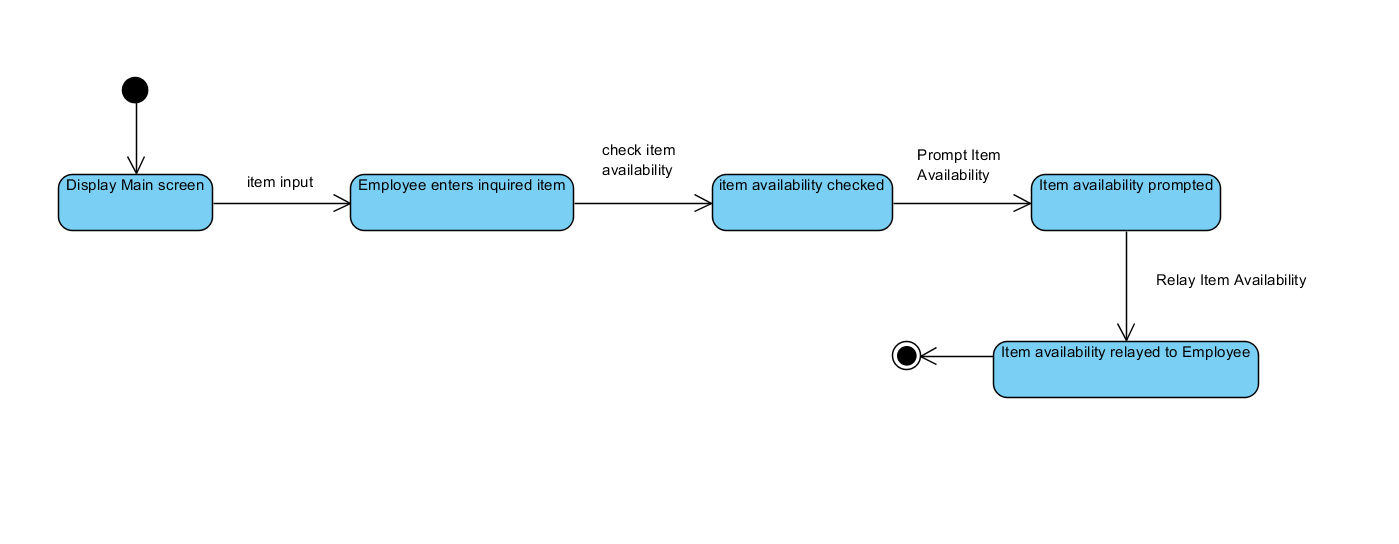 Display Main screen
item input
Employee enters inquired item
check item
availability
item availability checked
Prompt Item
Availability
Item availability prompted
Relay Item Availability
Item availability relayed to Employee